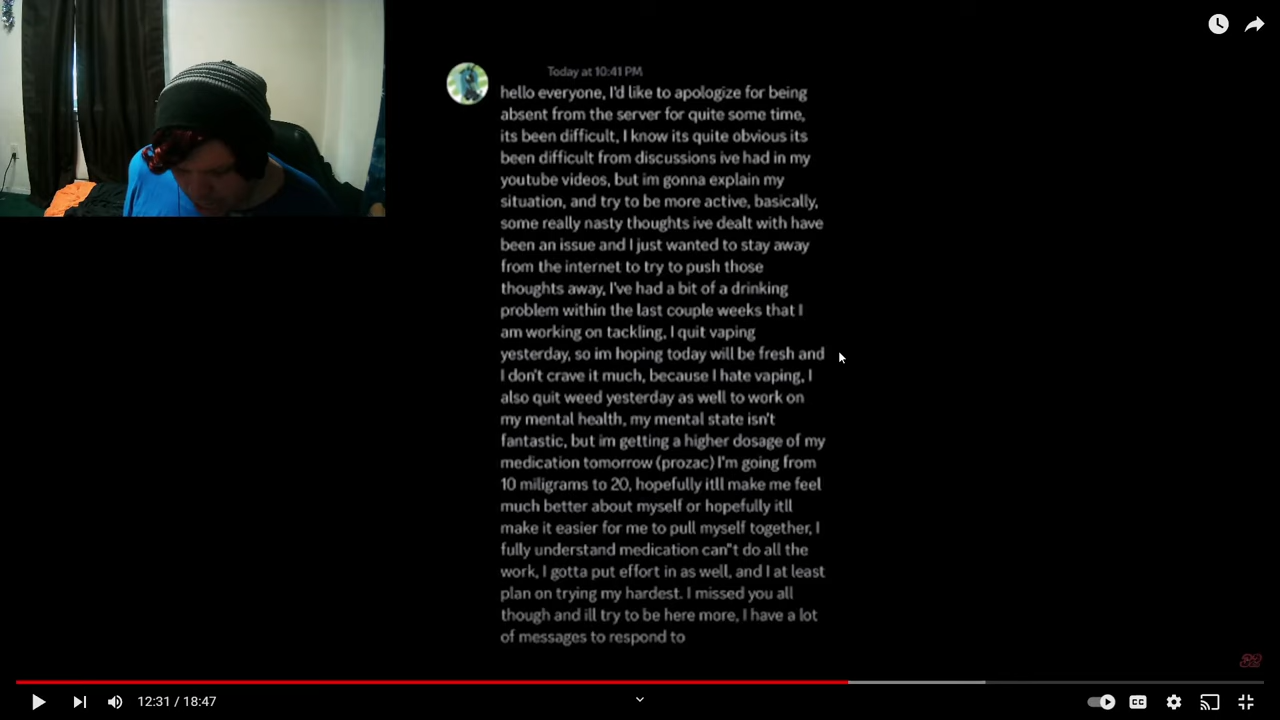 Today at 10:41 PM
hello everyone, I'd like to apologize for being
absent from the server for quite some time,
its been difficult, I know its quite obvious its
been difficult from discussions ive had in my
youtube videos, but im gonna explain my
situation, and try to be more active, basically,
some really nasty thoughts ive dealt with have
been an issue and I just wanted to stay away
from the internet to try to push those
thoughts away, I've had a bit of a drinking
problem within the last couple weeks that I
am working on tackling, I quit vaping
yesterday, so im hoping today will be fresh and
I don't crave it much, because I hate vaping, I
also quit weed yesterday as well to work on
my mental health, my mental state isn't
fantastic, but im getting a higher dosage of my
medication tomorrow (prozac) I'm going from
10 miligrams to 20, hopefully itll make me feel
much better about myself or hopefully itll
make it easier for me to pull myself together, I
fully understand medication can"t do all the
work, I gotta put effort in as well, and I at least
plan on trying my hardest. I missed you all
though and ill try to be here more, I have a lot
of messages to respond to
12:31 / 18:47
CC